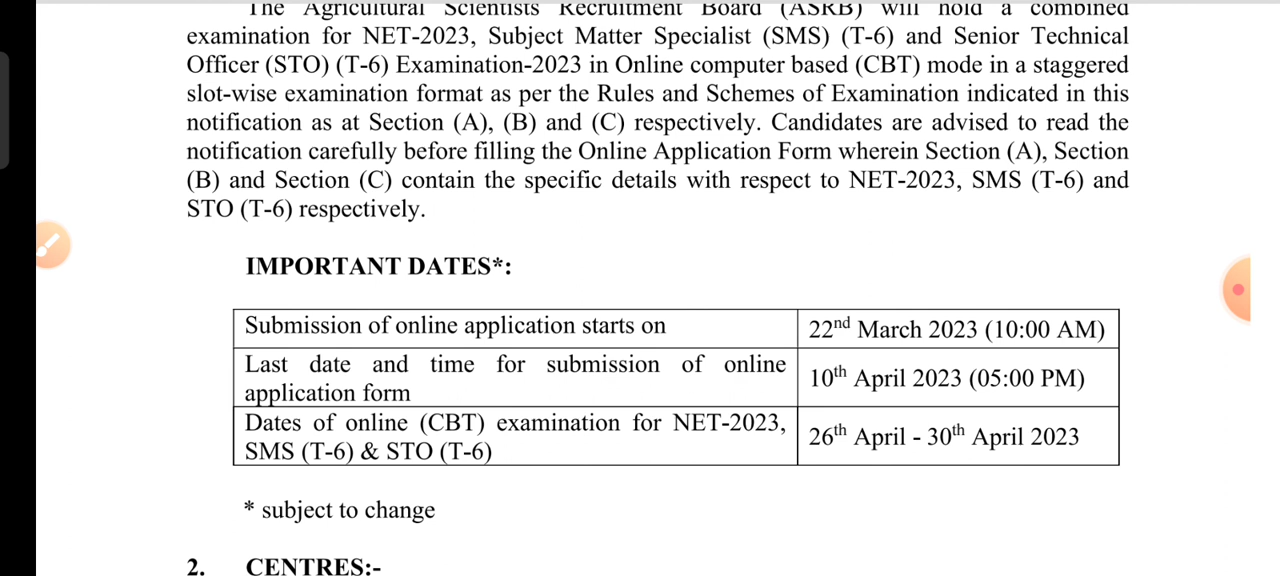 The Agricultural Scientists Recruitment Board (ASRB) will hold a combined
examination for NET-2023, Subject Matter Specialist (SMS) (T-6) and Senior Technical
Officer (STO) (T-6) Examination-2023 in Online computer based (CBT) mode in a staggered
slot-wise examination format as per the Rules and Schemes of Examination indicated in this
notification as at Section (A), (B) and (C) respectively. Candidates are advised to read the
notification carefully before filling the Online Application Form wherein Section (A), Section
(B) and Section (C) contain the specific details with respect to NET-2023, SMS (T-6) and
STO (T-6) respectively.
IMPORTANT DATES*:
Submission of online application starts on
22nd March 2023 (10:00 AM)
Last date and time for submission of online
application form
10th April 2023 (05:00 PM)
Dates of online (CBT) examination for NET-2023,
SMS (T-6) & STO (T-6)
26th April - 30th April 2023
* subject to change
2. CENTRES:-